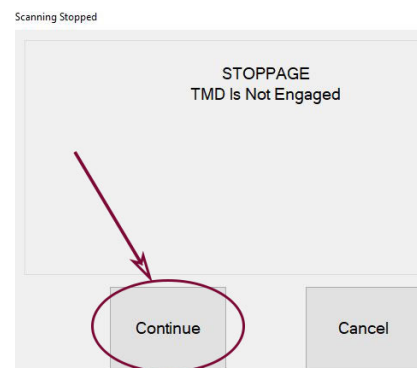 Scanning Stopped
STOPPAGE
TMD Is Not Engaged
Continue
Cancel